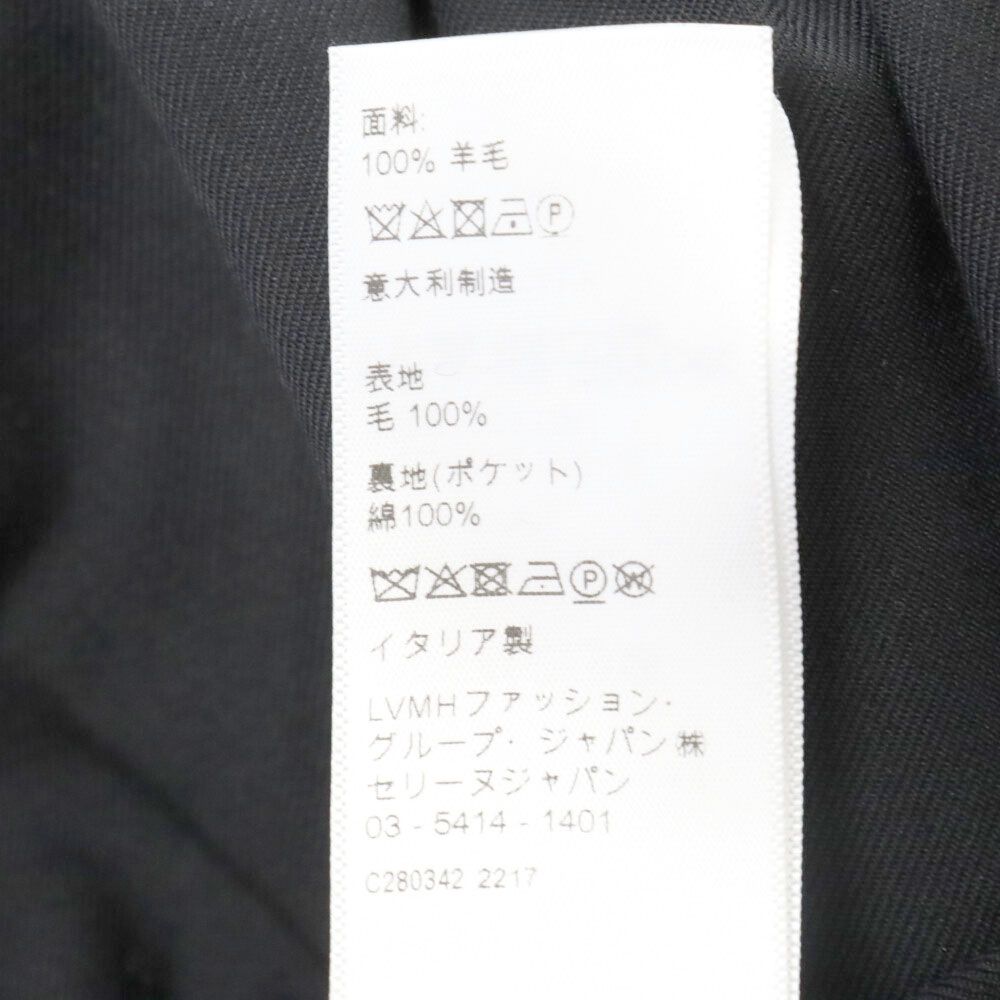 面料:
100% 羊毛
P
意大利制造
表地
毛 100%
裏地(ポケット)
綿100%
P W
イタリア製
LVMHファッション・
グループ・ジャパン㈱
セリーヌジャパン
03 - 5414 - 1401
C280342 2217